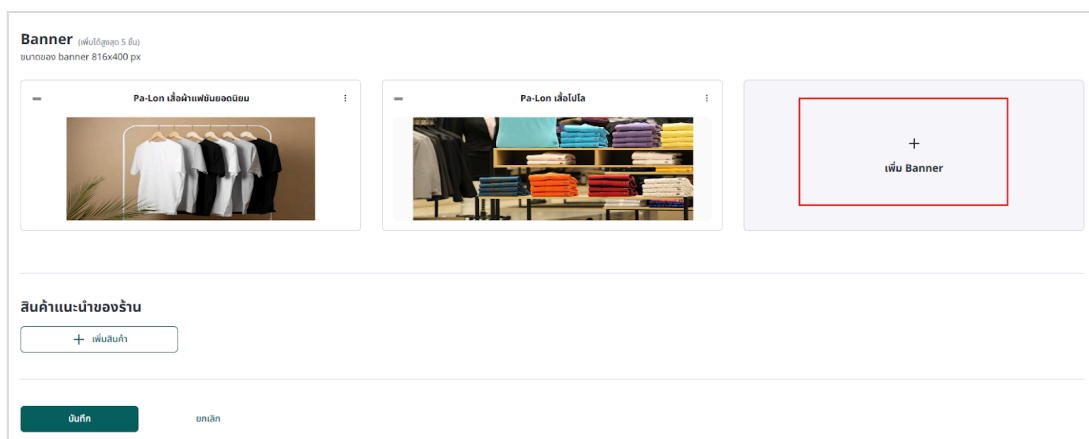 Banner (เพิ่มได้สูงสุด 5 ชิ้น)
ขนาดของ banner 816x400 px
Pa-Lon เสื้อผ้าแฟชั่นยอดนิยม
Pa-Lon เสื้อโปโล
+
เพิ่ม Banner
สินค้าแนะนำของร้าน
+ เพิ่มสินค้า
บันทึก ยกเลิก